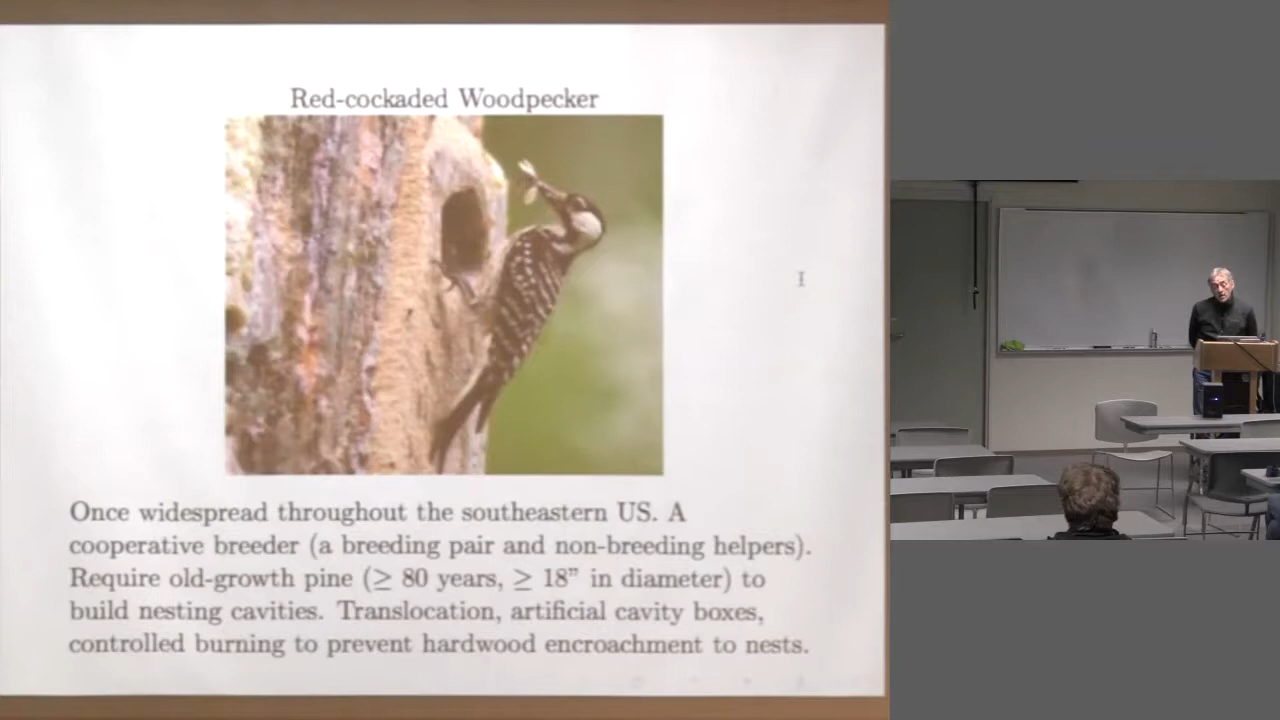 Red-cockaded Woodpecker
Once widespread throughout the southeastern US. A
cooperative breeder (a breeding pair and non-breeding helpers).
Require old-growth pine (≥ 80 years, ≥ 18” in diameter) to
build nesting cavities. Translocation, artificial cavity boxes,
controlled burning to prevent hardwood encroachment to nests.